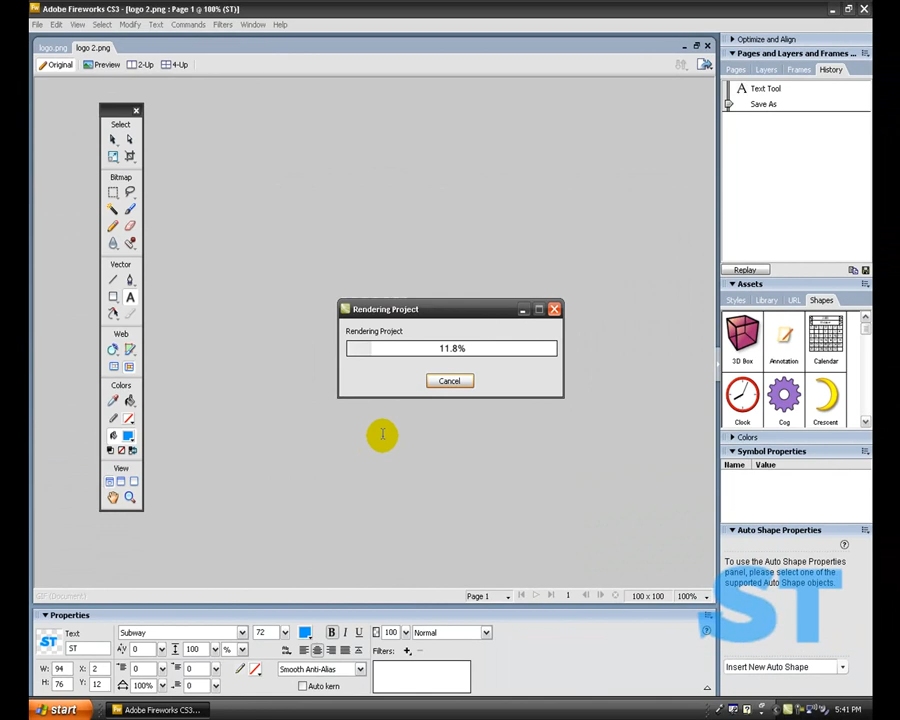 Adobe Fireworks CS3 - [logo 2.png : Page 1 @ 100% (ST)]
File Edit View Select Modify Text Commands Filters Window Help
logo.png logo 2.png
Original Preview 2-Up 4-Up
Select
Bitmap
Vector
A
Web
Colors
View
Rendering Project
Rendering Project
11.8%
Cancel
Optimize and Align
Pages and Layers and Frames ...
Pages Layers Frames History
A Text Tool
Save As
Replay
Assets
Styles Library URL Shapes
3D Box Annotation Calendar
Clock Cog Crescent
Colors
Symbol Properties
Name Value
Auto Shape Properties
To use the Auto Shape Properties
panel, please select one of the
supported Auto Shape objects.
ST
Insert New Auto Shape
GIF (Document)
Page 1 1 100 x 100 100%
Properties
ST Text
ST
Subway 72 B I U 100 Normal
0 100 % Filters:
W: 94 X: 2 0 0 Smooth Anti-Alias
H: 76 Y: 12 100% 0 Auto kern
start Adobe Fireworks CS3... 5:41 PM